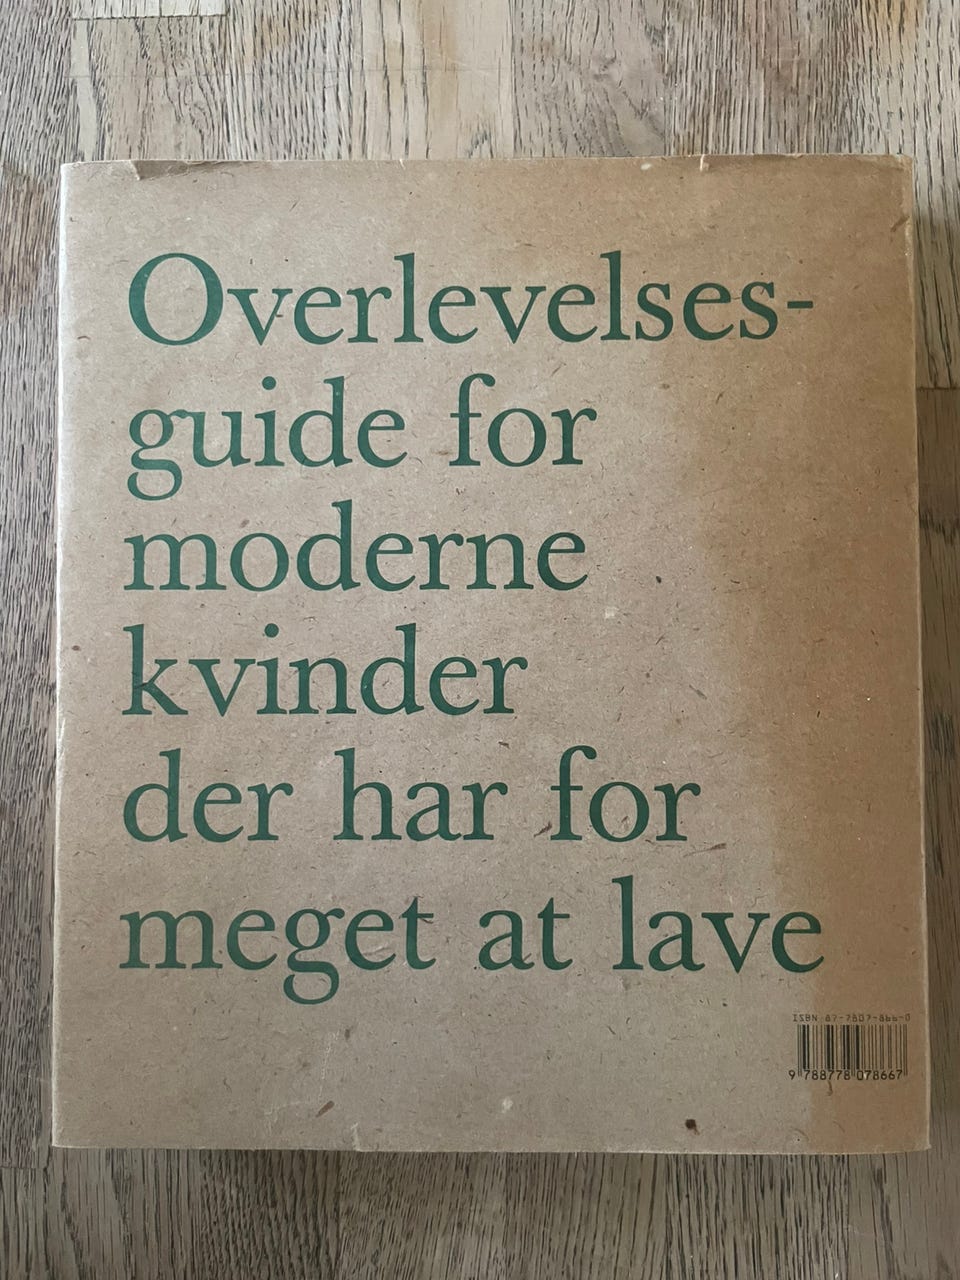 Overlevelses-
guide for
moderne
kvinder
der har for
meget at lave
ISBN 87-7807-866-0
9 788778 078667